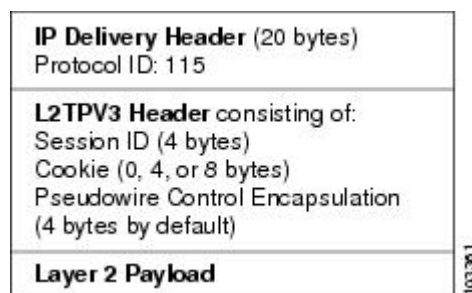 IP Delivery Header (20 bytes)
Protocol ID: 115
L2TPV3 Header consisting of:
Session ID (4 bytes)
Cookie (0, 4, or 8 bytes)
Pseudowire Control Encapsulation
(4 bytes by default)
Layer 2 Payload